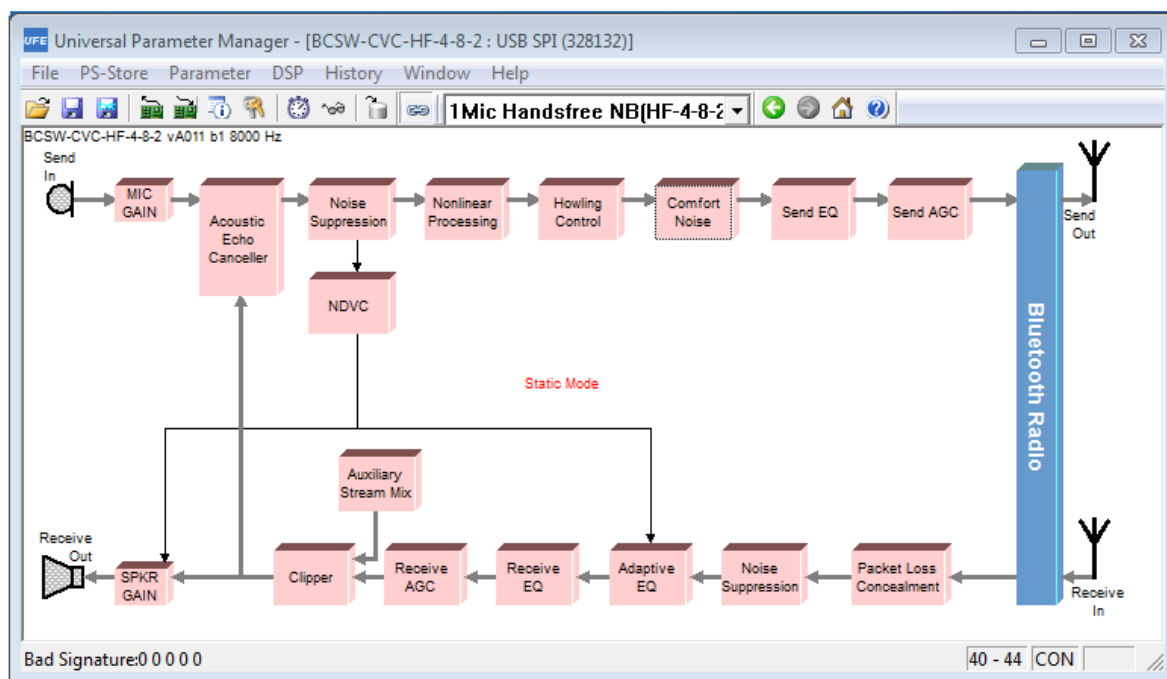 UFE Universal Parameter Manager - [BCSW-CVC-HF-4-8-2 : USB SPI (328132)]
File PS-Store Parameter DSP History Window Help
1Mic Handsfree NB(HF-4-8-2
BCSW-CVC-HF-4-8-2 vA011 b1 8000 Hz
Send
In
MIC
GAIN
Acoustic
Echo
Canceller
Noise
Suppression
Nonlinear
Processing
Howling
Control
Comfort
Noise
Send EQ
Send AGC
Send
Out
NDVC
Bluetooth Radio
Static Mode
Auxiliary
Stream Mix
Receive
Out
SPKR
GAIN
Clipper
Receive
AGC
Receive
EQ
Adaptive
EQ
Noise
Suppression
Packet Loss
Concealment
Receive
In
Bad Signature:0 0 0 0 0
40 - 44 CON